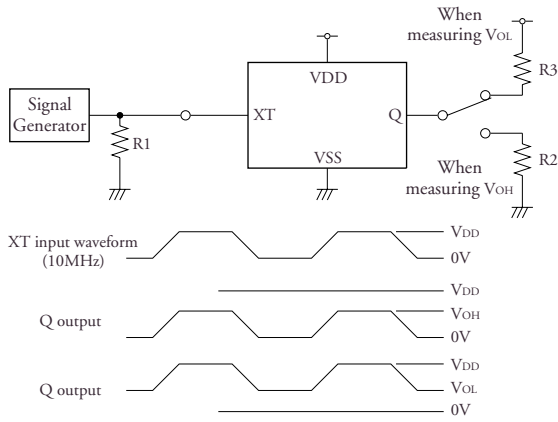 When
measuring VOL
R3
VDD
Signal
Generator
XT
Q
R1
VSS
R2
When
measuring VOH
XT input waveform
(10MHz)
VDD
0V
VDD
Q output
VOH
0V
Q output
VDD
VOL
0V